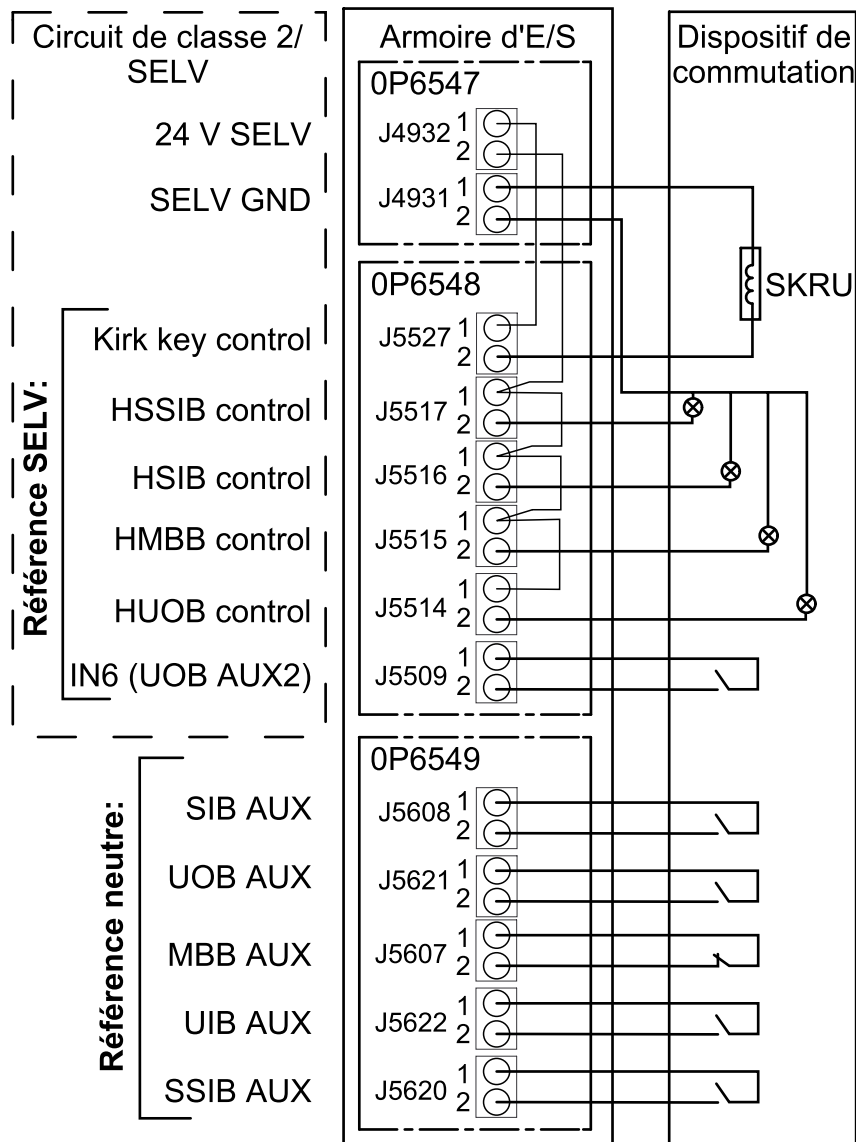 Circuit de classe 2/
SELV
Armoire d'E/S
Dispositif de
commutation
0P6547
24 V SELV
J4932 1
2
SELV GND
J4931 1
2
SKRU
0P6548
Référence SELV:
Kirk key control
J5527 1
2
HSSIB control
J5517 1
2
HSIB control
J5516 1
2
HMBB control
J5515 1
2
HUOB control
J5514 1
2
IN6 (UOB AUX2)
J5509 1
2
0P6549
Référence neutre:
SIB AUX
J5608 1
2
UOB AUX
J5621 1
2
MBB AUX
J5607 1
2
UIB AUX
J5622 1
2
SSIB AUX
J5620 1
2